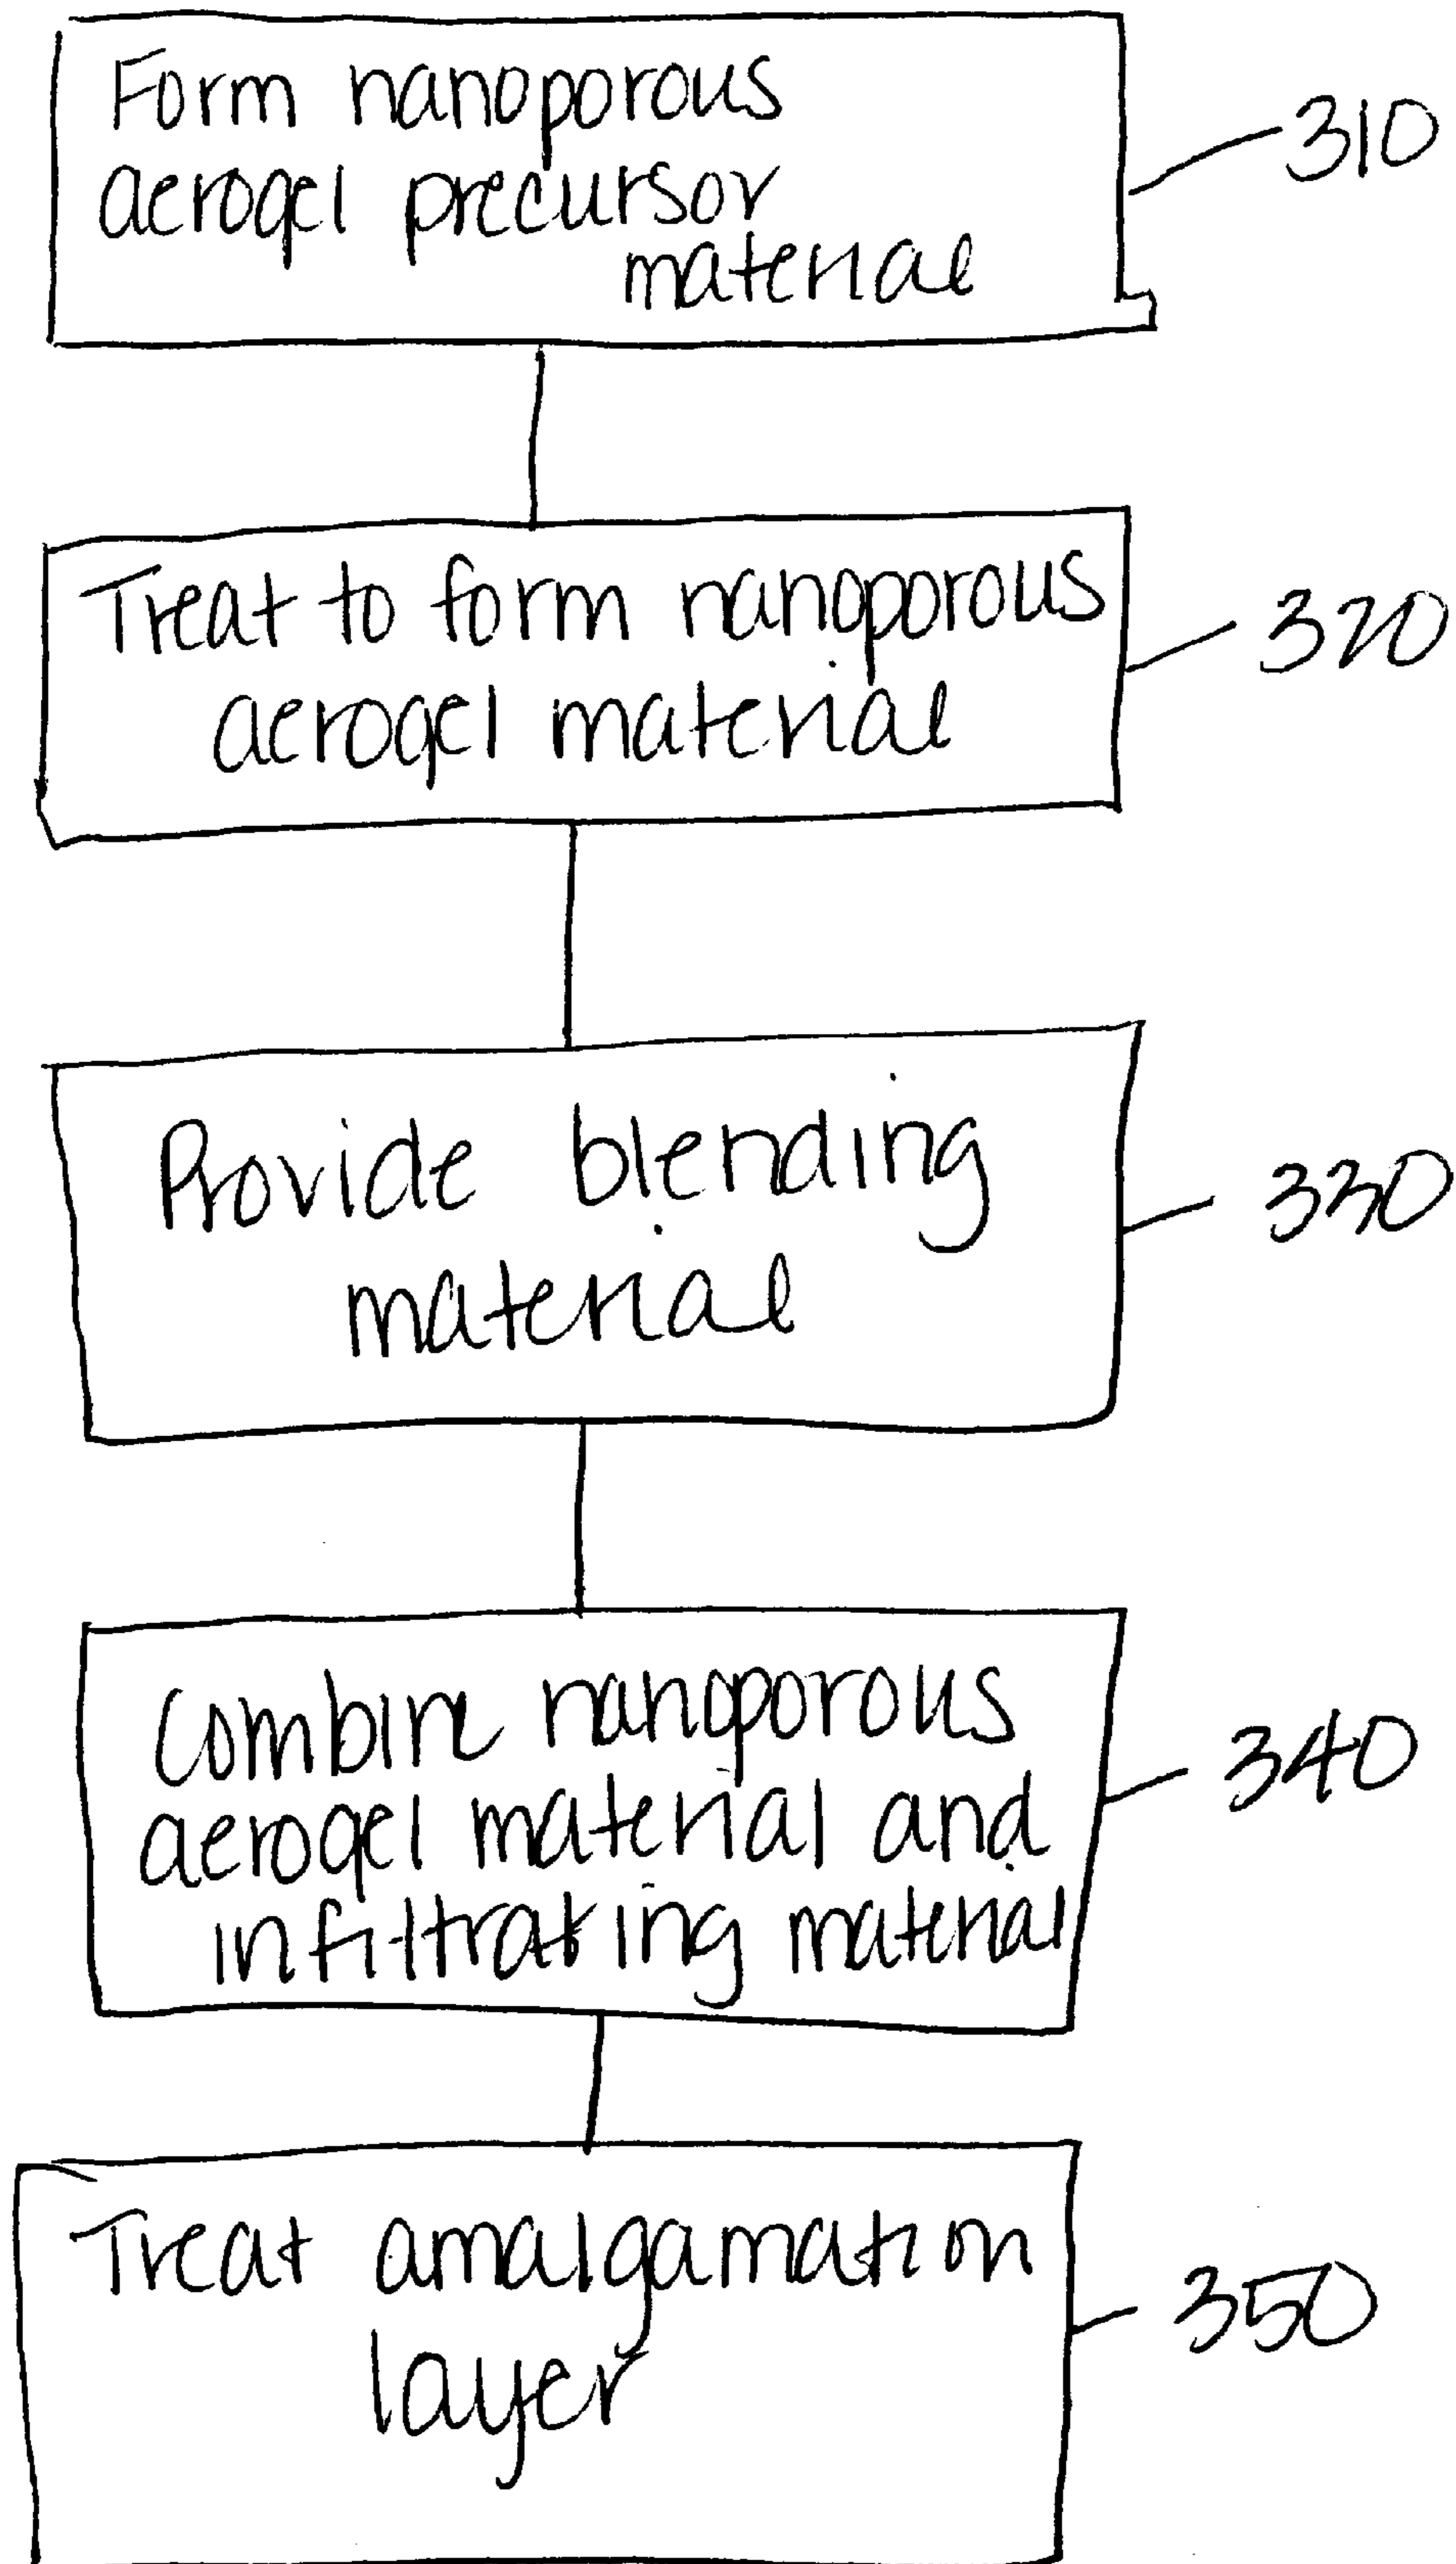 Form nanoporous
aerogel precursor
material
310
Treat to form nanoporous
aerogel material
320
Provide blending
material
330
Combine nanoporous
aerogel material and
infiltrating material
340
Treat amalgamation
layer
350